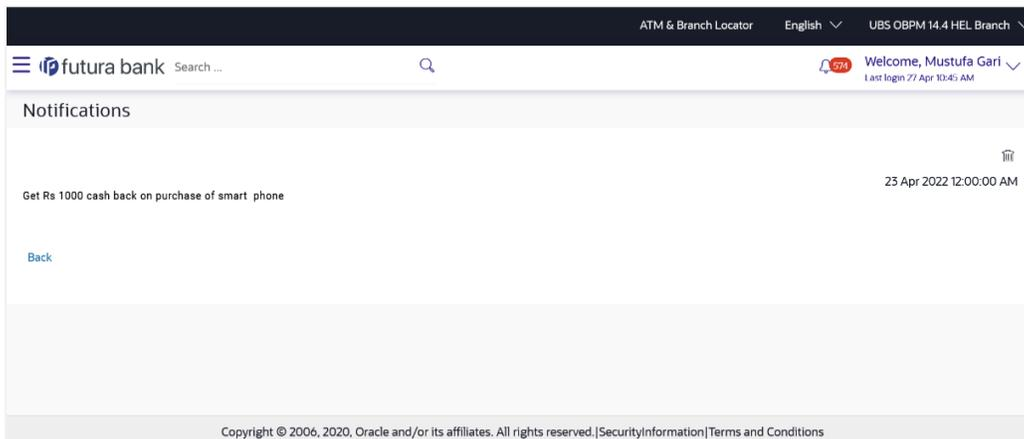 ATM & Branch Locator English UBS OBPM 14.4 HEL Branch
futura bank Search ... 574 Welcome, Mustufa Gari
Last login 27 Apr 10:45 AM
Notifications
23 Apr 2022 12:00:00 AM
Get Rs 1000 cash back on purchase of smart phone
Back
Copyright © 2006, 2020, Oracle and/or its affiliates. All rights reserved.|SecurityInformation|Terms and Conditions